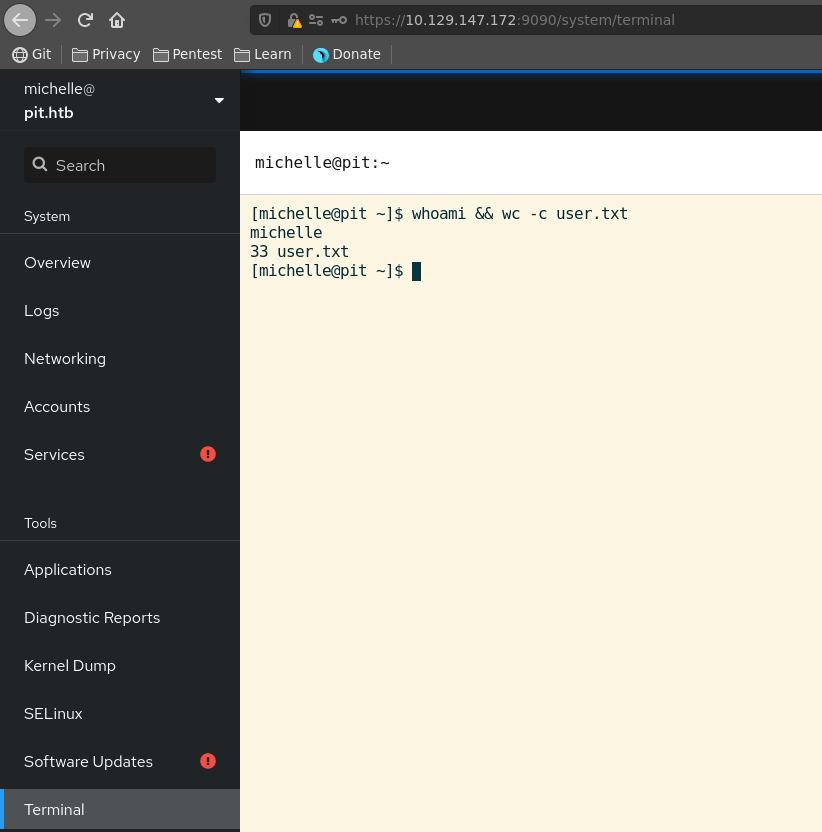 https://10.129.147.172:9090/system/terminal
Git Privacy Pentest Learn Donate
michelle@
pit.htb
Search
System
Overview
Logs
Networking
Accounts
Services
Tools
Applications
Diagnostic Reports
Kernel Dump
SELinux
Software Updates
Terminal
michelle@pit:~
[michelle@pit ~]$ whoami && wc -c user.txt
michelle
33 user.txt
[michelle@pit ~]$